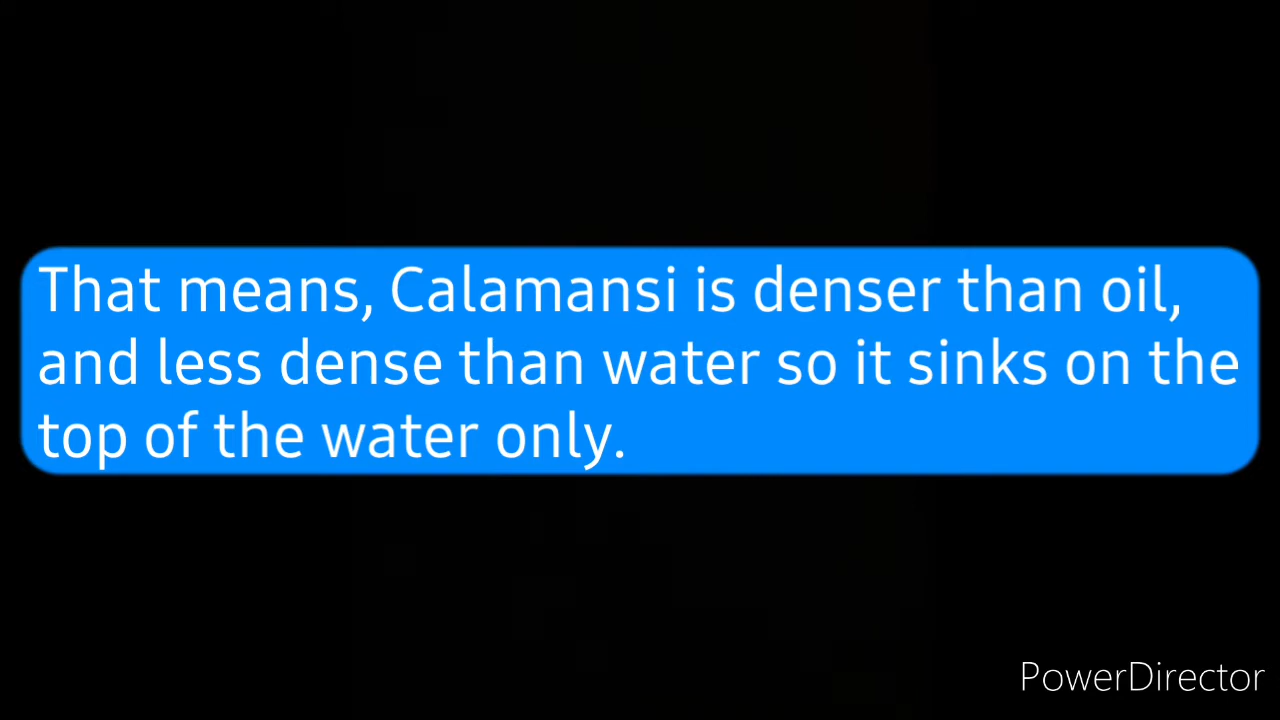 That means, Calamansi is denser than oil,
and less dense than water so it sinks on the
top of the water only.
PowerDirector